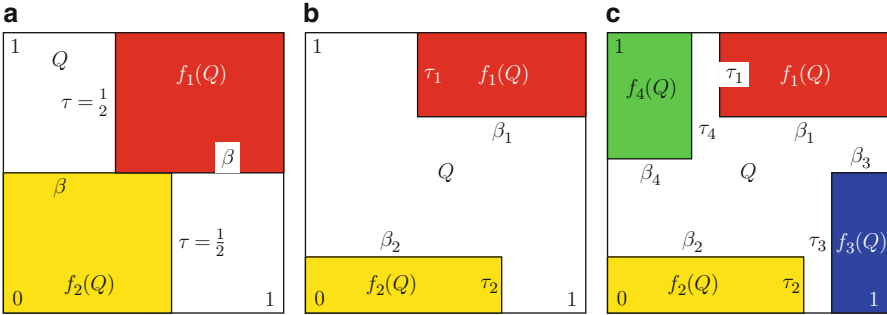 a
1
Q
f₁(Q)
τ = 1/2
β
β
τ = 1/2
f₂(Q)
0
1
b
1
τ₁
f₁(Q)
β₁
Q
β₂
f₂(Q)
τ₂
0
1
c
1
f₄(Q)
τ₁
f₁(Q)
τ₄
β₁
β₃
β₄
Q
β₂
τ₃
f₃(Q)
f₂(Q)
τ₂
0
1